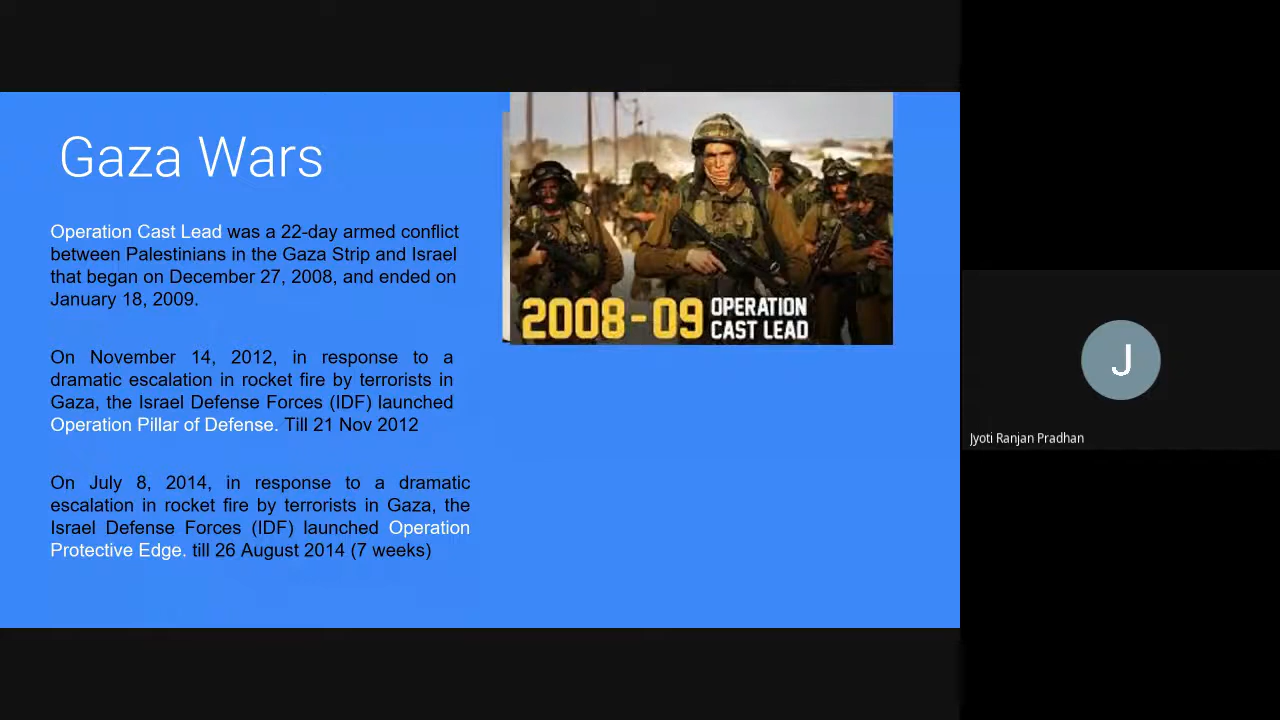 Gaza Wars
Operation Cast Lead was a 22-day armed conflict
between Palestinians in the Gaza Strip and Israel
that began on December 27, 2008, and ended on
January 18, 2009.
On November 14, 2012, in response to a
dramatic escalation in rocket fire by terrorists in
Gaza, the Israel Defense Forces (IDF) launched
Operation Pillar of Defense. Till 21 Nov 2012
On July 8, 2014, in response to a dramatic
escalation in rocket fire by terrorists in Gaza, the
Israel Defense Forces (IDF) launched Operation
Protective Edge. till 26 August 2014 (7 weeks)
2008-09 OPERATION
CAST LEAD
J
Jyoti Ranjan Pradhan